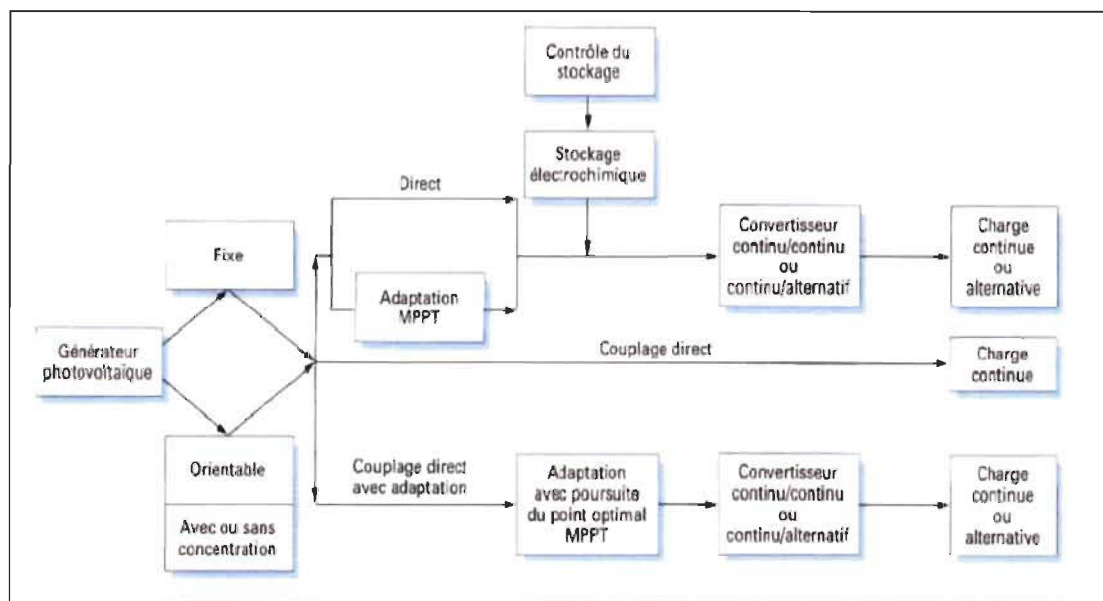 Contrôle du
stockage
Stockage
électrochimique
Direct
Fixe
Adaptation
MPPT
Convertisseur
continu/continu
ou
continu/alternatif
Charge
continue
ou
alternative
Générateur
photovoltaïque
Couplage direct
Charge
continue
Orientable
Avec ou sans
concentration
Couplage direct
avec adaptation
Adaptation
avec poursuite
du point optimal
MPPT
Convertisseur
continu/continu
ou
continu/alternatif
Charge
continue
ou
alternative